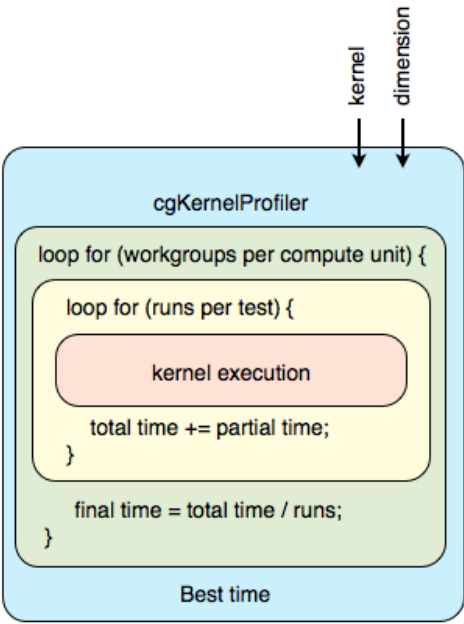 kernel
dimension
cgKernelProfiler
loop for (workgroups per compute unit) {
loop for (runs per test) {
kernel execution
total time += partial time;
}
final time = total time / runs;
}
Best time